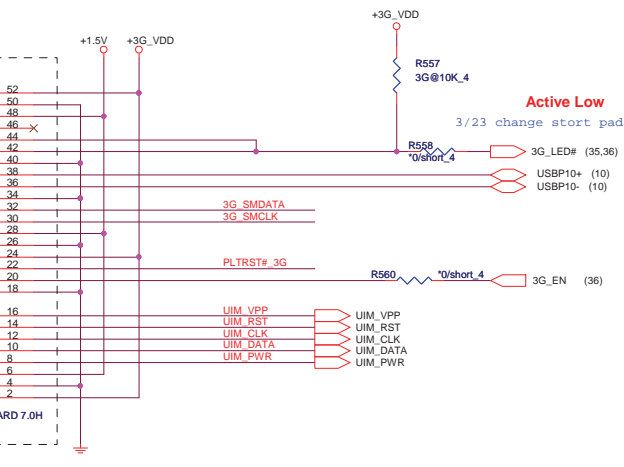 +3G_VDD
+1.5V +3G_VDD
R557
3G@10K_4
Active Low
3/23 change stort pad
52
50
48
46
44
42
R558
*0/short_4
3G_LED# (35,36)
40
38
USBP10+ (10)
36
USBP10- (10)
34
32
3G_SMDATA
30
3G_SMCLK
28
26
24
22
PLTRST#_3G
20
R560
*0/short_4
3G_EN (36)
18
16
UIM_VPP
UIM_VPP
14
UIM_RST
UIM_RST
12
UIM_CLK
UIM_CLK
10
UIM_DATA
UIM_DATA
8
UIM_PWR
UIM_PWR
6
4
2
ARD 7.0H